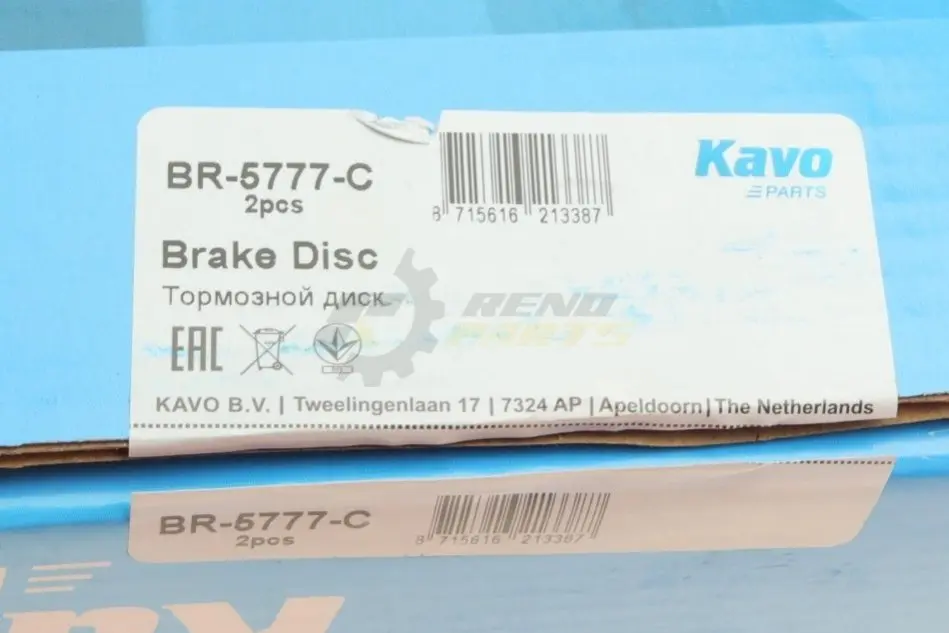 BR-5777-C
2pcs
8 715616 213387
Kavo
PARTS
Brake Disc
Тормозной диск
RENO
PARTS
EAC
KAVO B.V. | Tweelingenlaan 17 | 7324 AP | Apeldoorn | The Netherlands
BR-5777-C
2pcs
8 715616 213387